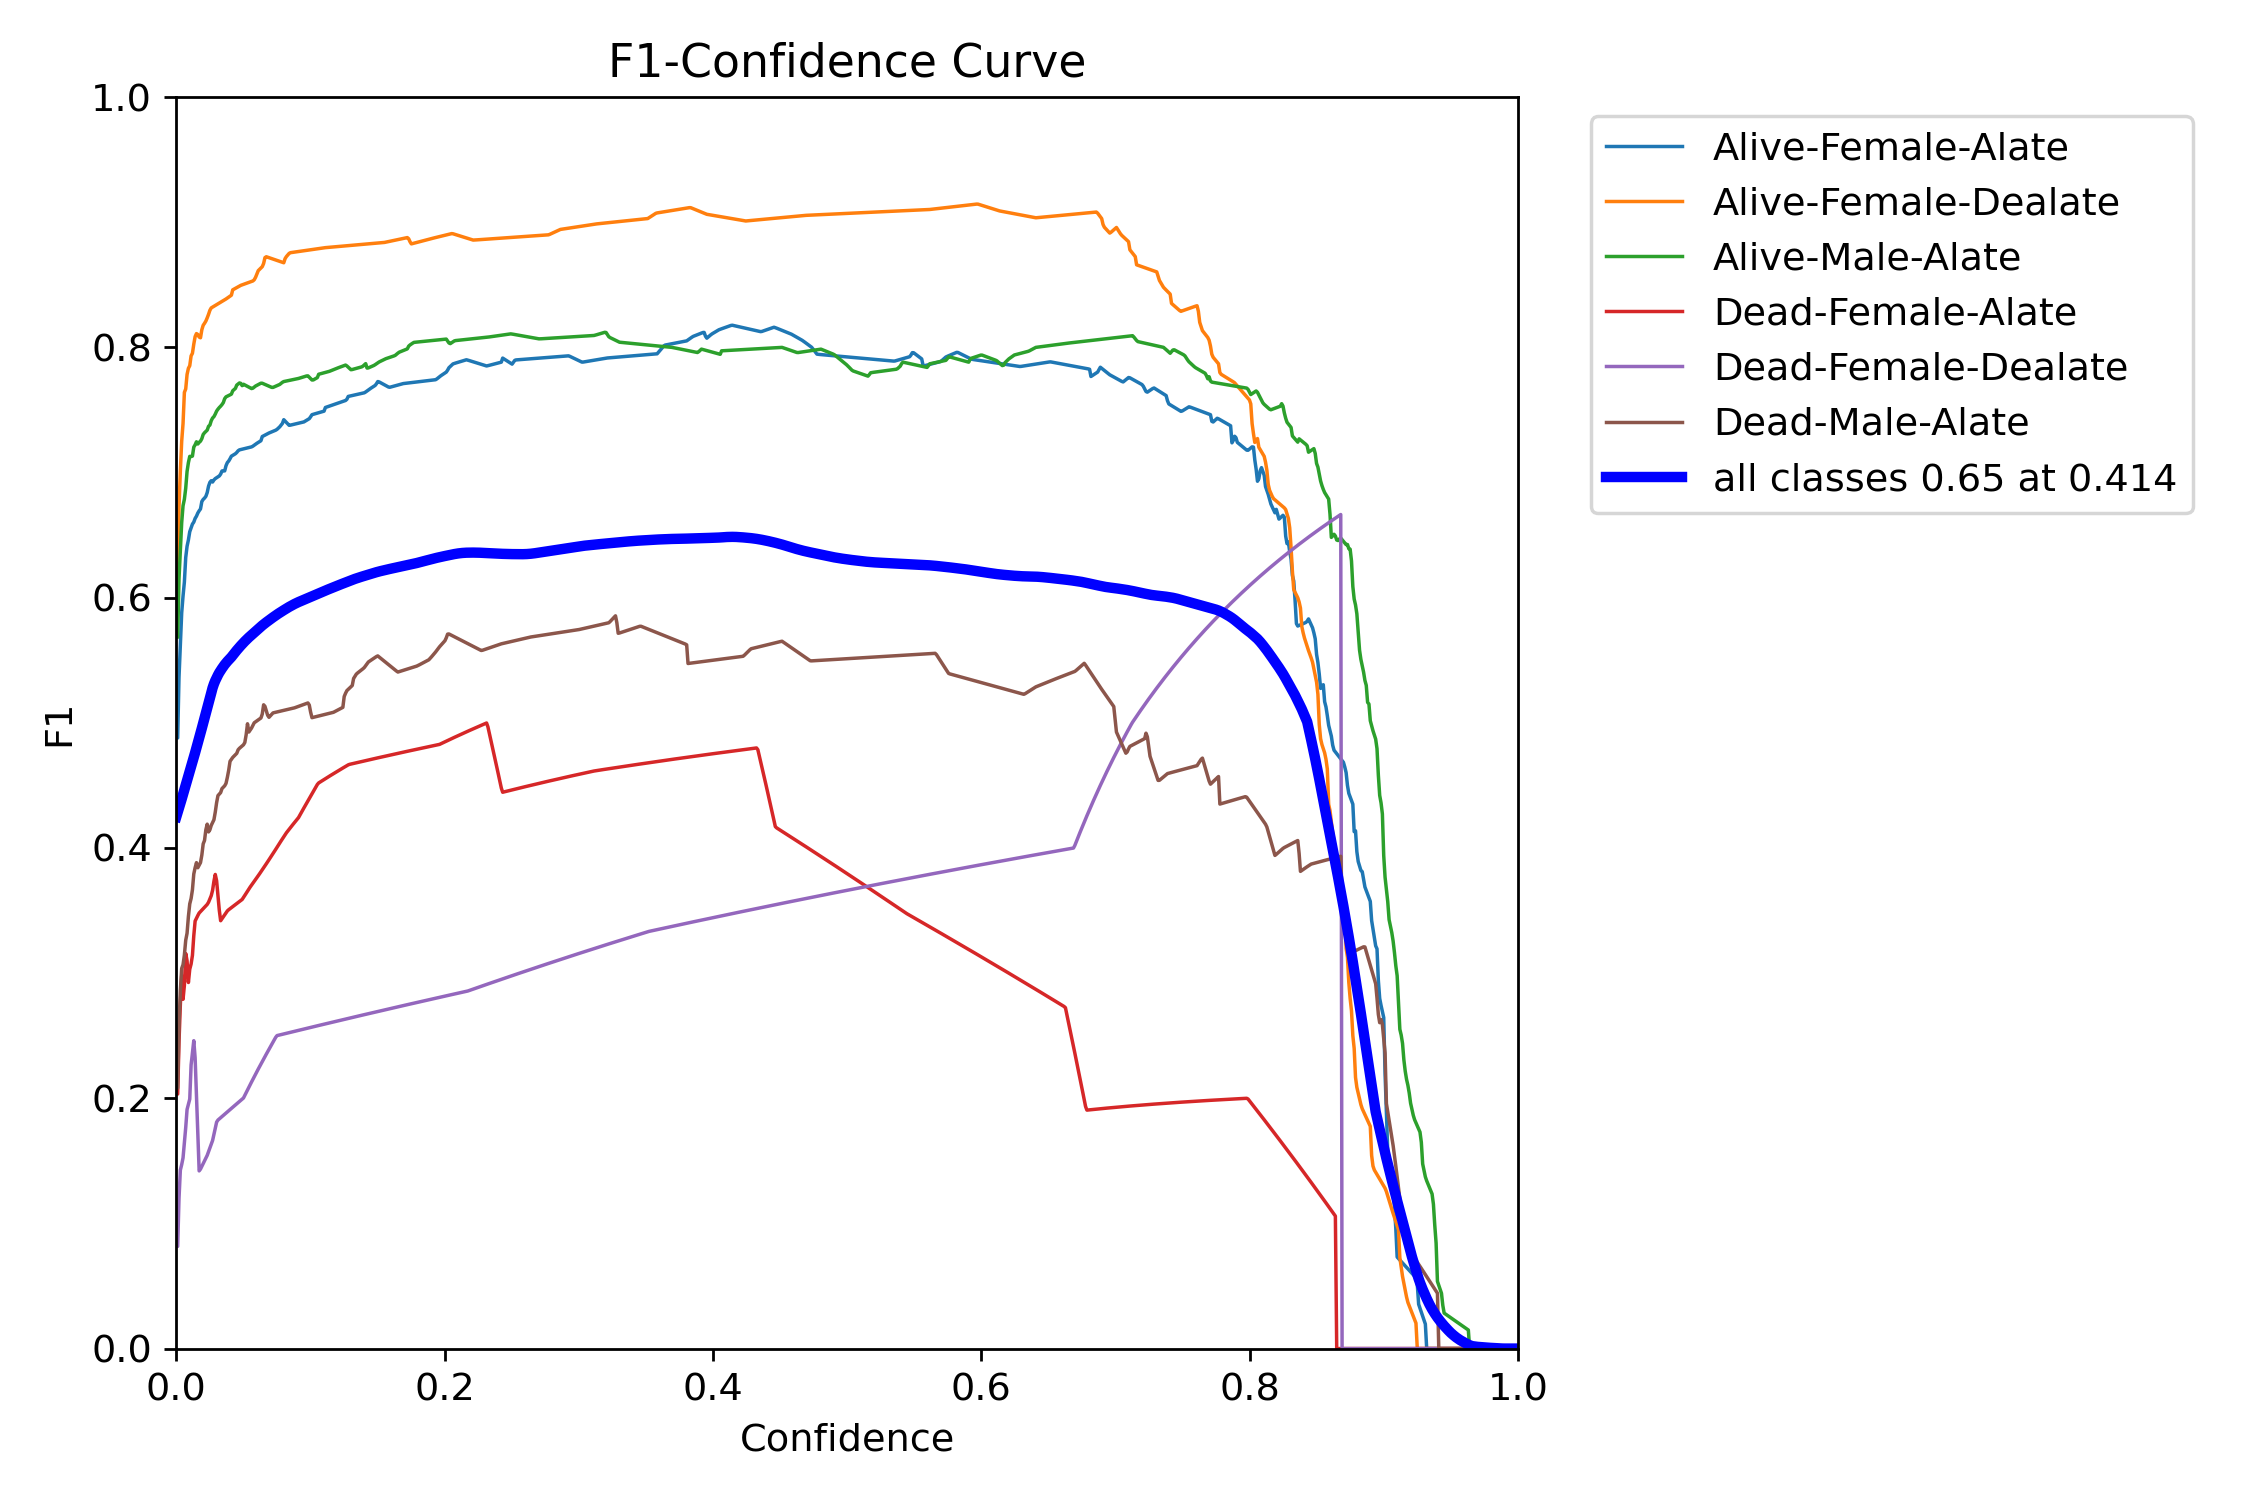 F1-Confidence Curve
1.0
0.8
0.6
0.4
0.2
0.0
F1
0.0 0.2 0.4 0.6 0.8 1.0
Confidence
Alive-Female-Alate
Alive-Female-Dealate
Alive-Male-Alate
Dead-Female-Alate
Dead-Female-Dealate
Dead-Male-Alate
all classes 0.65 at 0.414